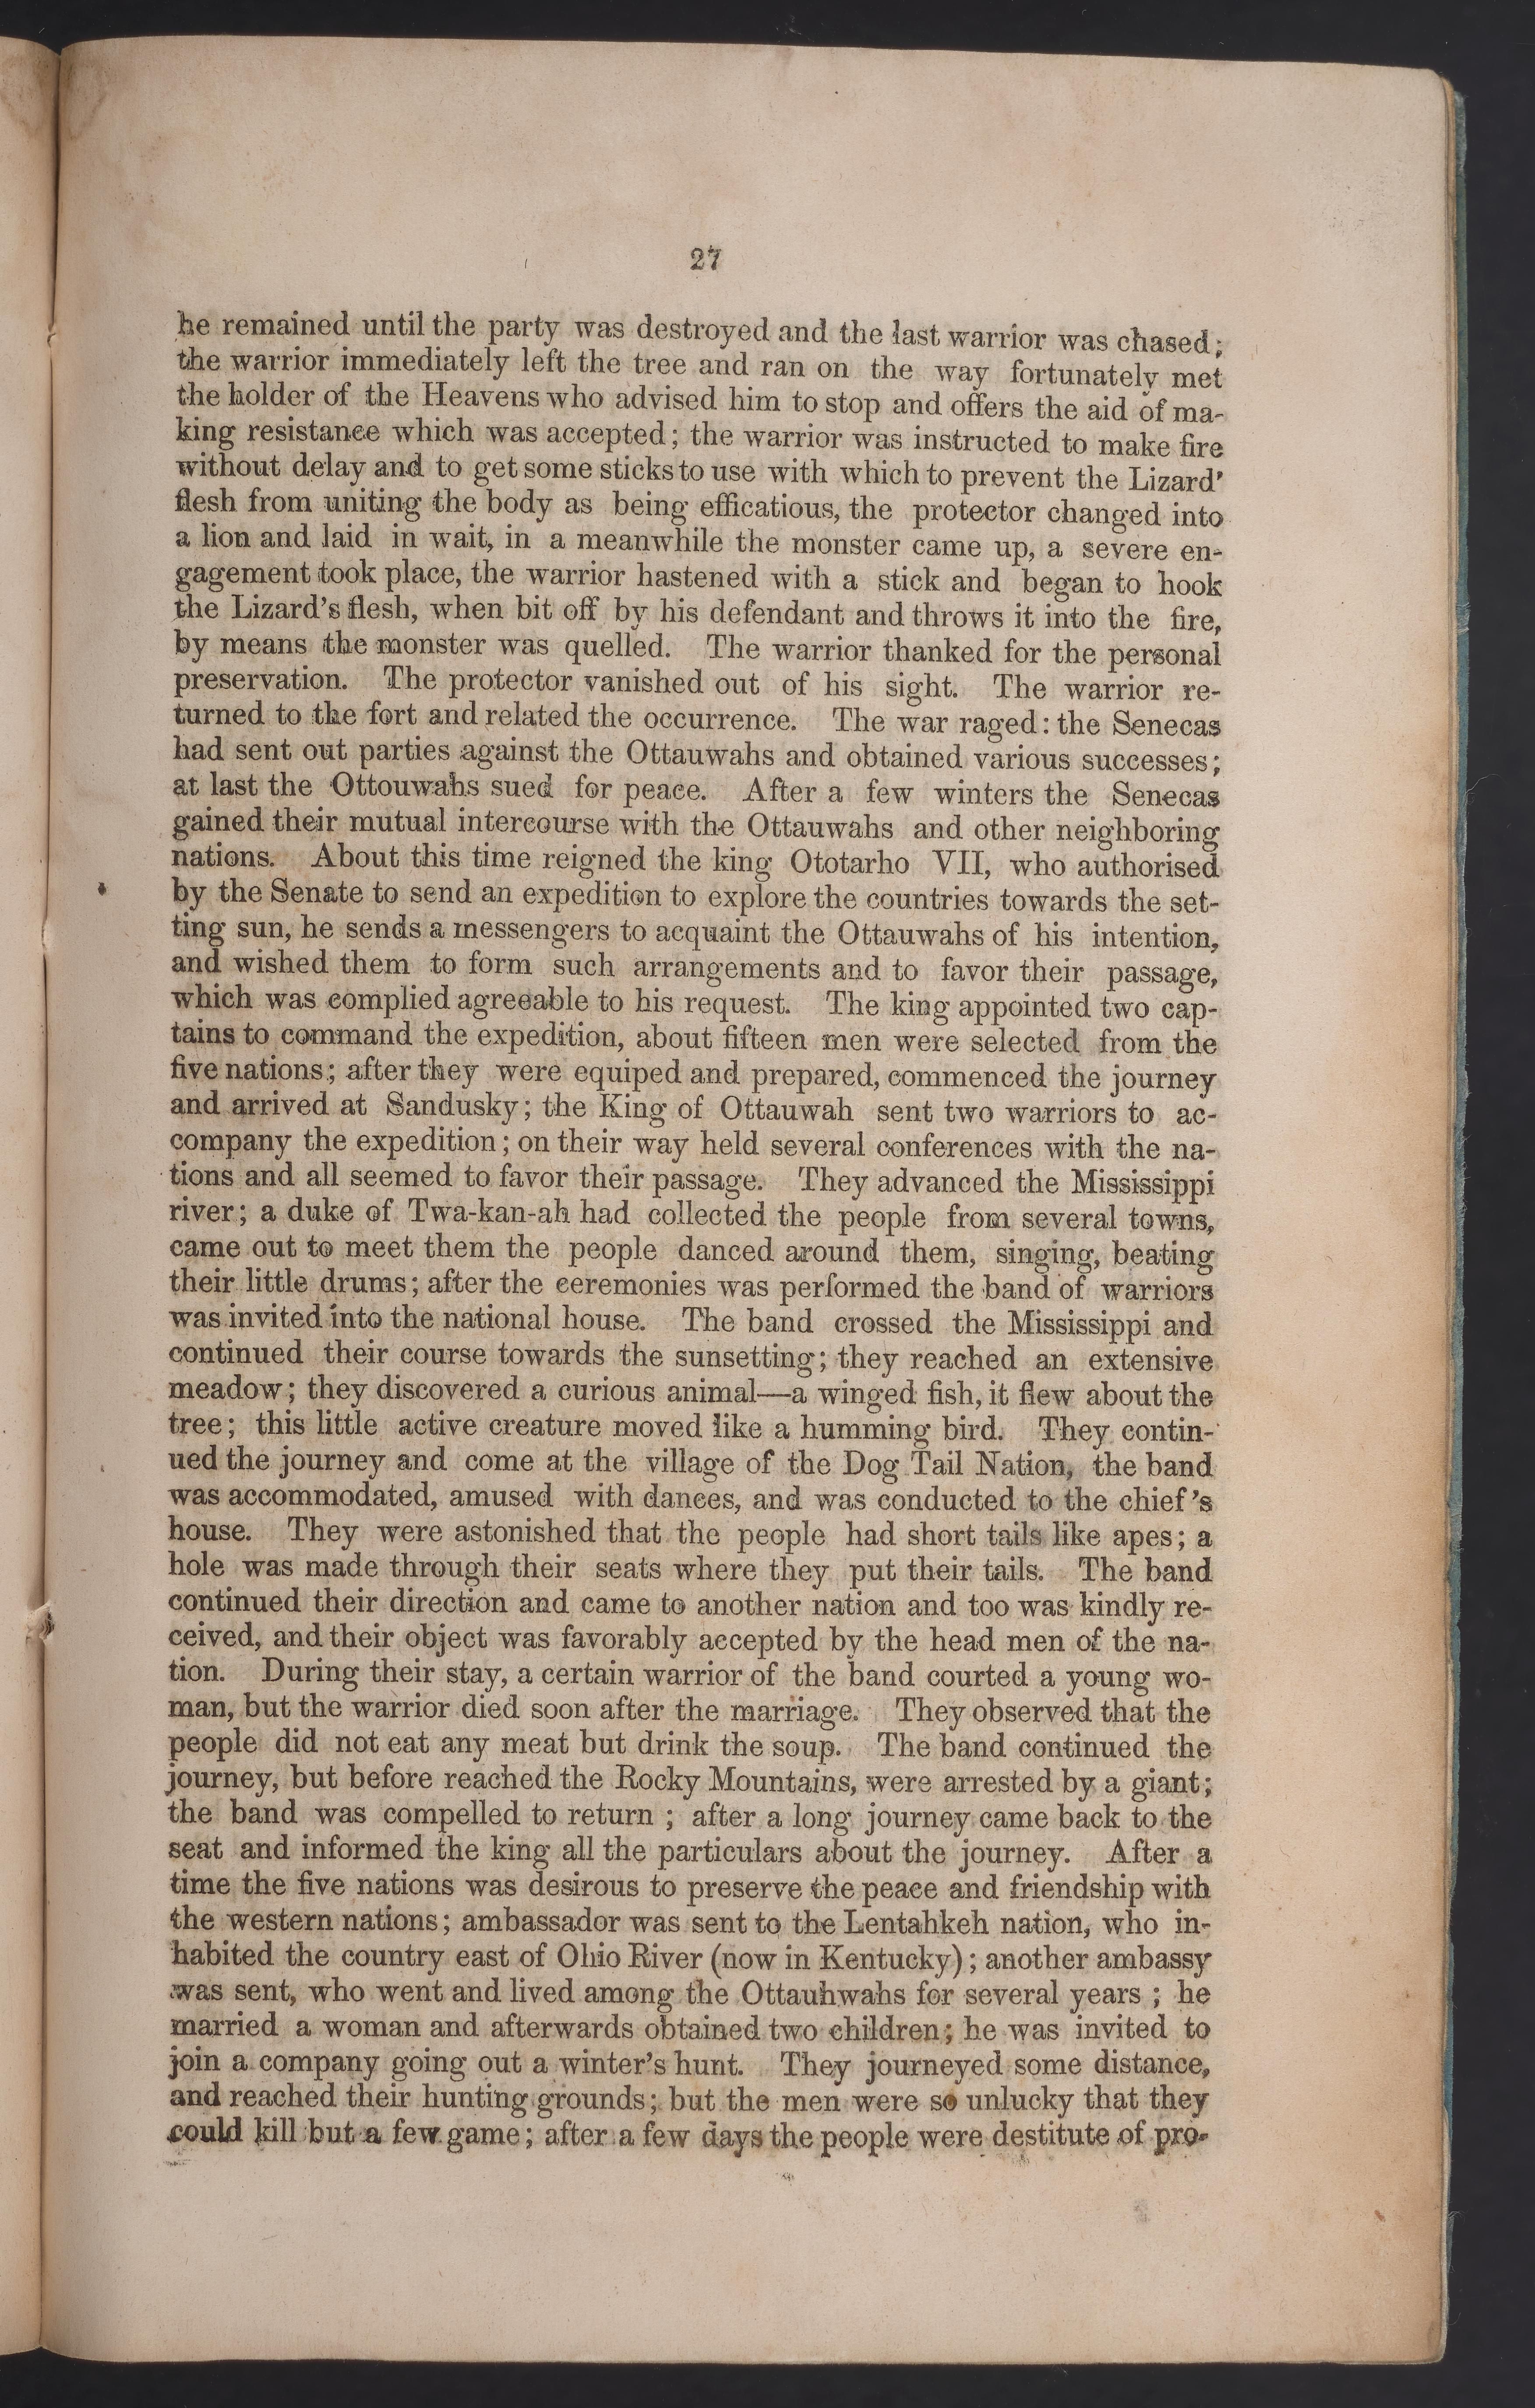 27
he remained until the party was destroyed and the last warrior was chased;
the warrior immediately left the tree and ran on the way fortunately met
the holder of the Heavens who advised him to stop and offers the aid of ma-
king resistance which was accepted; the warrior was instructed to make fire
without delay and to get some sticks to use with which to prevent the Lizard'
flesh from uniting the body as being efficatious, the protector changed into
a lion and laid in wait, in a meanwhile the monster came up, a severe en-
gagement took place, the warrior hastened with a stick and began to hook
the Lizard's flesh, when bit off by his defendant and throws it into the fire,
by means the monster was quelled. The warrior thanked for the personal
preservation. The protector vanished out of his sight. The warrior re-
turned to the fort and related the occurrence. The war raged: the Senecas
had sent out parties against the Ottauwahs and obtained various successes;
at last the Ottouwahs sued for peace. After a few winters the Senecas
gained their mutual intercourse with the Ottauwahs and other neighboring
nations. About this time reigned the king Ototarho VII, who authorised
by the Senate to send an expedition to explore the countries towards the set-
ting sun, he sends a messengers to acquaint the Ottauwahs of his intention,
and wished them to form such arrangements and to favor their passage,
which was complied agreeable to his request. The king appointed two cap-
tains to command the expedition, about fifteen men were selected from the
five nations; after they were equiped and prepared, commenced the journey
and arrived at Sandusky; the King of Ottauwah sent two warriors to ac-
company the expedition; on their way held several conferences with the na-
tions and all seemed to favor their passage. They advanced the Mississippi
river; a duke of Twa-kan-ah had collected the people from several towns,
came out to meet them the people danced around them, singing, beating
their little drums; after the ceremonies was performed the band of warriors
was invited into the national house. The band crossed the Mississippi and
continued their course towards the sunsetting; they reached an extensive
meadow; they discovered a curious animal—a winged fish, it flew about the
tree; this little active creature moved like a humming bird. They contin-
ued the journey and come at the village of the Dog Tail Nation, the band
was accommodated, amused with dances, and was conducted to the chief's
house. They were astonished that the people had short tails like apes; a
hole was made through their seats where they put their tails. The band
continued their direction and came to another nation and too was kindly re-
ceived, and their object was favorably accepted by the head men of the na-
tion. During their stay, a certain warrior of the band courted a young wo-
man, but the warrior died soon after the marriage. They observed that the
people did not eat any meat but drink the soup. The band continued the
journey, but before reached the Rocky Mountains, were arrested by a giant;
the band was compelled to return ; after a long journey came back to the
seat and informed the king all the particulars about the journey. After a
time the five nations was desirous to preserve the peace and friendship with
the western nations; ambassador was sent to the Lentahkeh nation, who in-
habited the country east of Ohio River (now in Kentucky); another ambassy
was sent, who went and lived among the Ottauhwahs for several years ; he
married a woman and afterwards obtained two children; he was invited to
join a company going out a winter's hunt. They journeyed some distance,
and reached their hunting grounds; but the men were so unlucky that they
could kill but a few game; after a few days the people were destitute of pro-